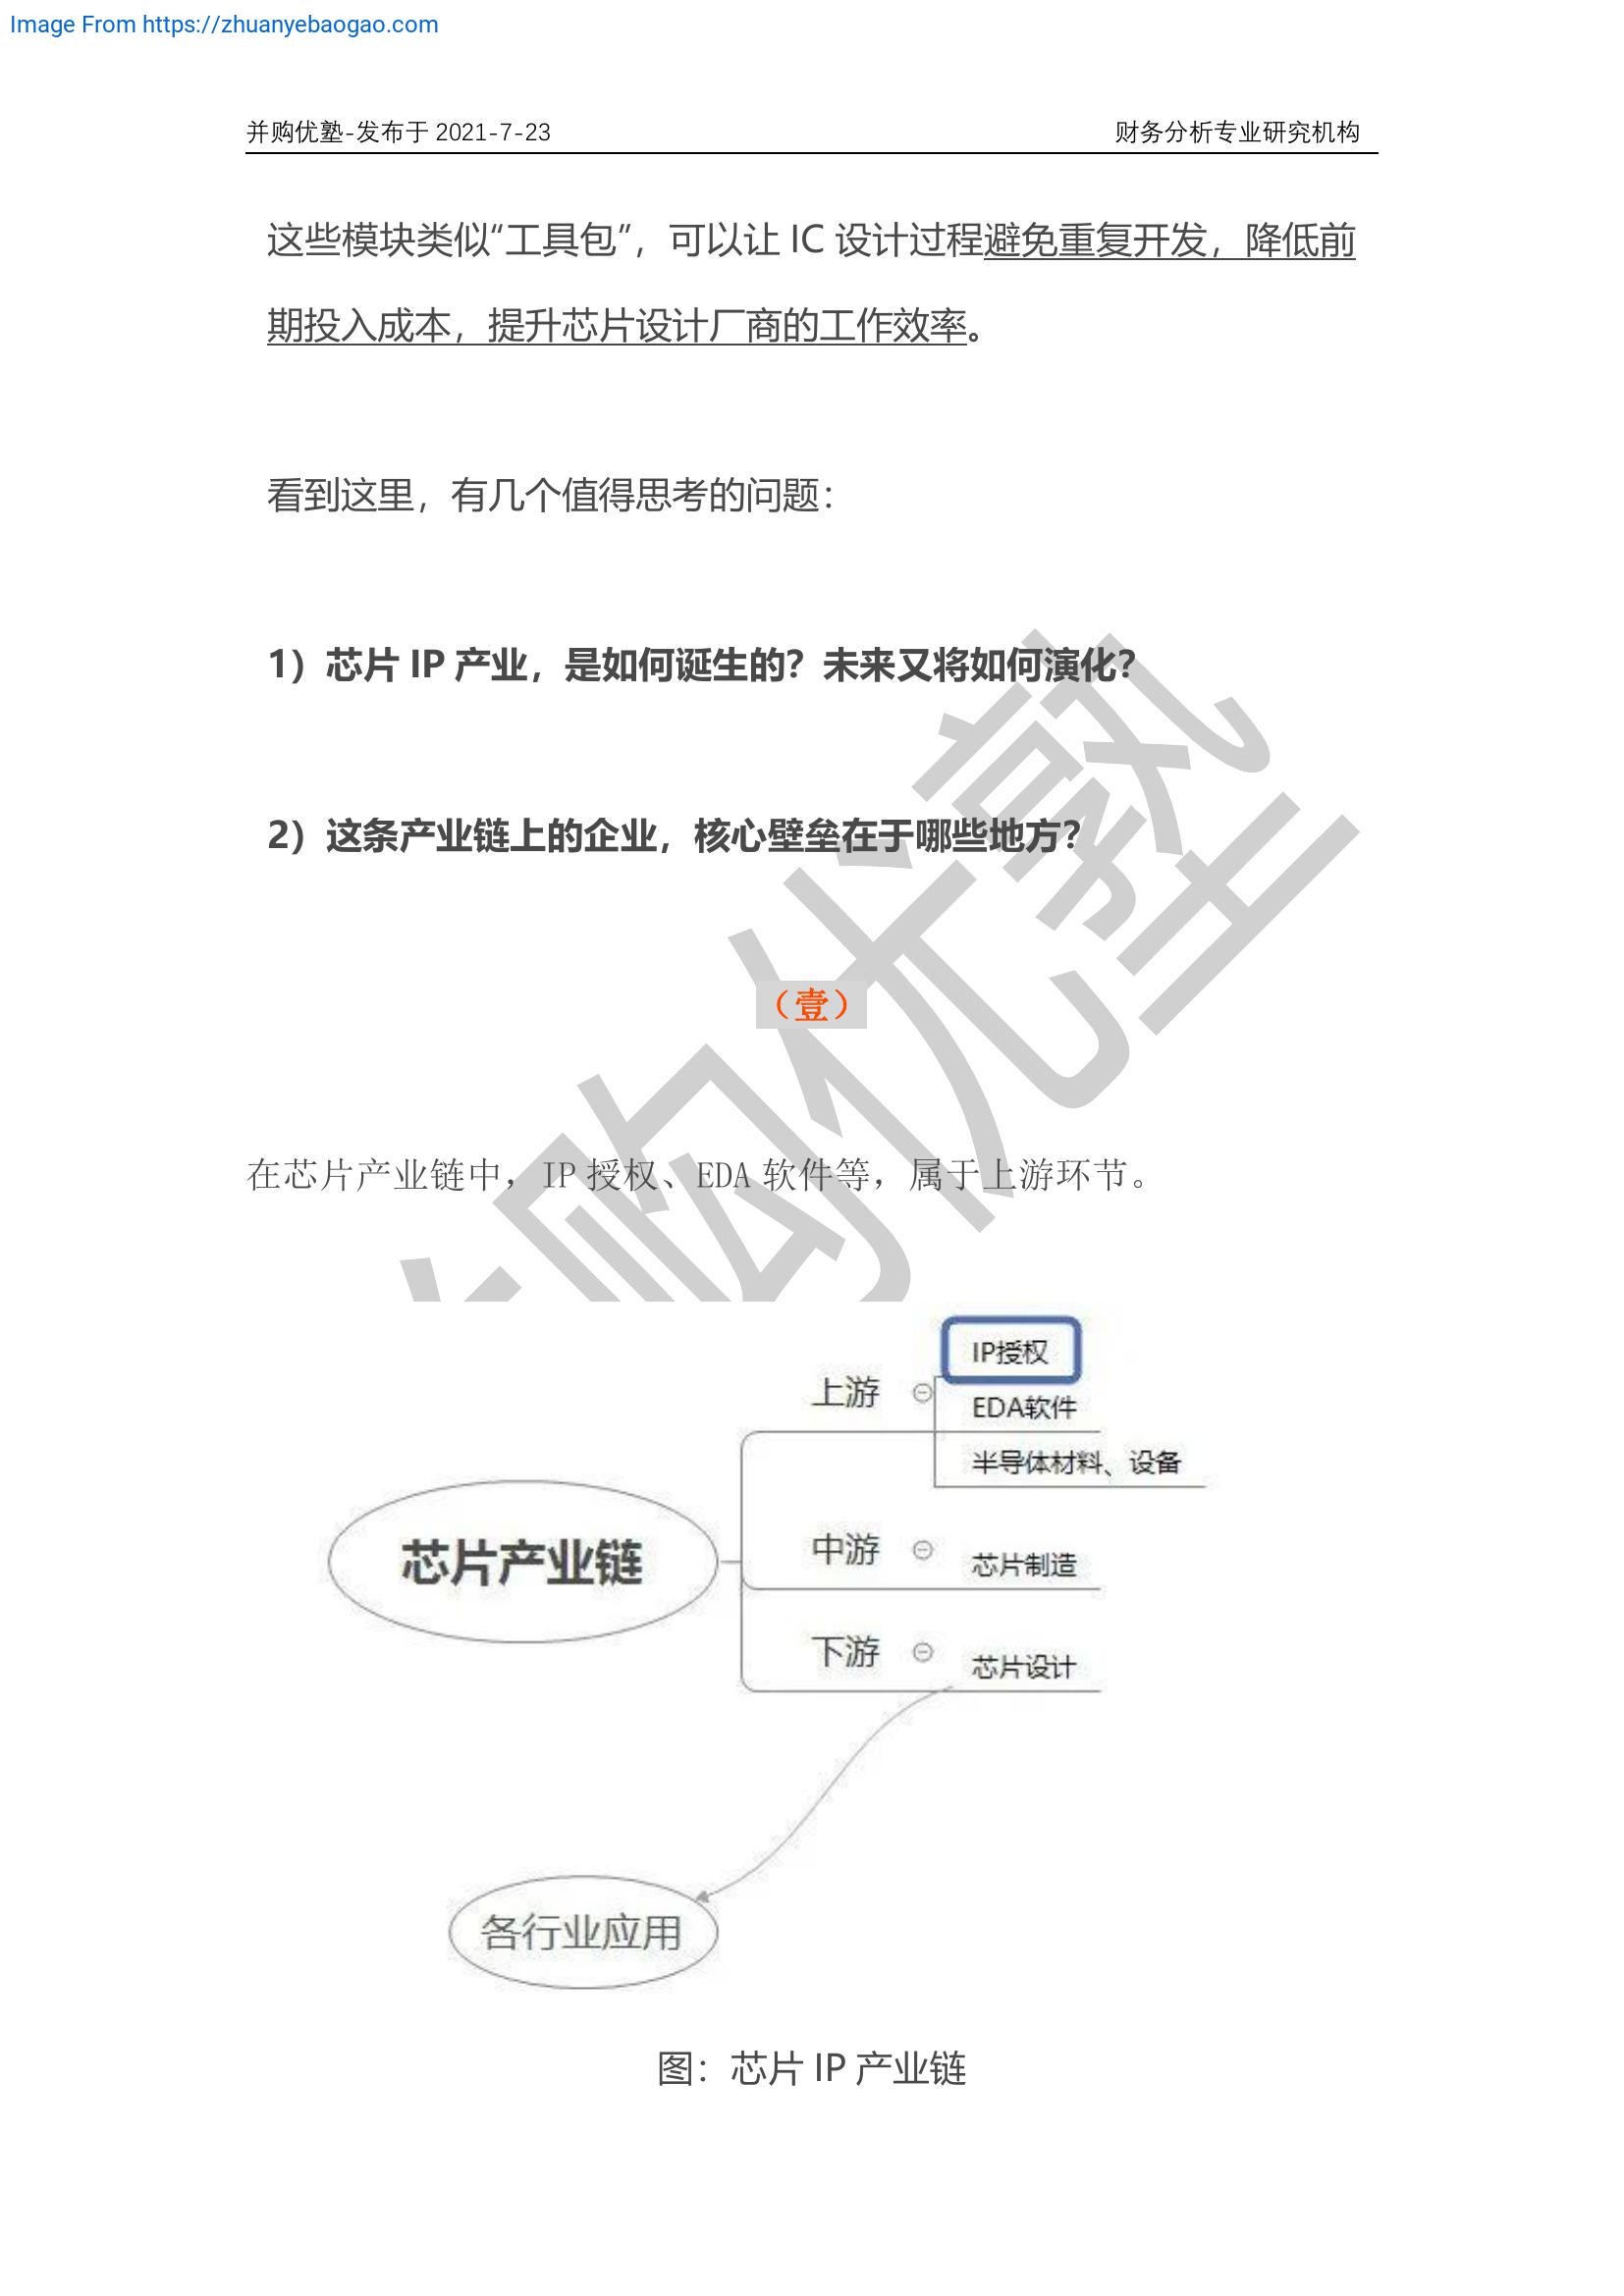 Image From https://zhuanyebaogao.com
并购优塾-发布于 2021-7-23 财务分析专业研究机构
这些模块类似“工具包”，可以让 IC 设计过程避免重复开发，降低前
期投入成本，提升芯片设计厂商的工作效率。
看到这里，有几个值得思考的问题：
1）芯片 IP 产业，是如何诞生的？未来又将如何演化？
2）这条产业链上的企业，核心壁垒在于哪些地方？
（壹）
在芯片产业链中，IP 授权、EDA 软件等，属于上游环节。
购优塾
IP授权
上游
EDA软件
半导体材料、设备
芯片产业链
中游
芯片制造
下游
芯片设计
各行业应用
图：芯片 IP 产业链